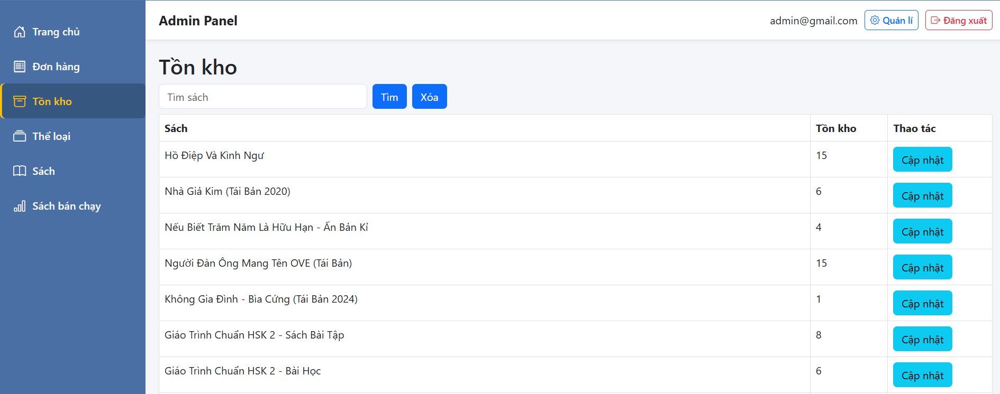 Trang chủ
Đơn hàng
Tồn kho
Thể loại
Sách
Sách bán chạy
Admin Panel
admin@gmail.com
Quản lí
Đăng xuất
Tồn kho
Tìm sách
Tìm
Xóa
Sách Tồn kho Thao tác
Hồ Điệp Và Kình Ngư 15 Cập nhật
Nhà Giả Kim (Tái Bản 2020) 6 Cập nhật
Nếu Biết Trăm Năm Là Hữu Hạn - Ấn Bản Kỉ 4 Cập nhật
Người Đàn Ông Mang Tên OVE (Tái Bản) 15 Cập nhật
Không Gia Đình - Bìa Cứng (Tái Bản 2024) 1 Cập nhật
Giáo Trình Chuẩn HSK 2 - Sách Bài Tập 8 Cập nhật
Giáo Trình Chuẩn HSK 2 - Bài Học 6 Cập nhật